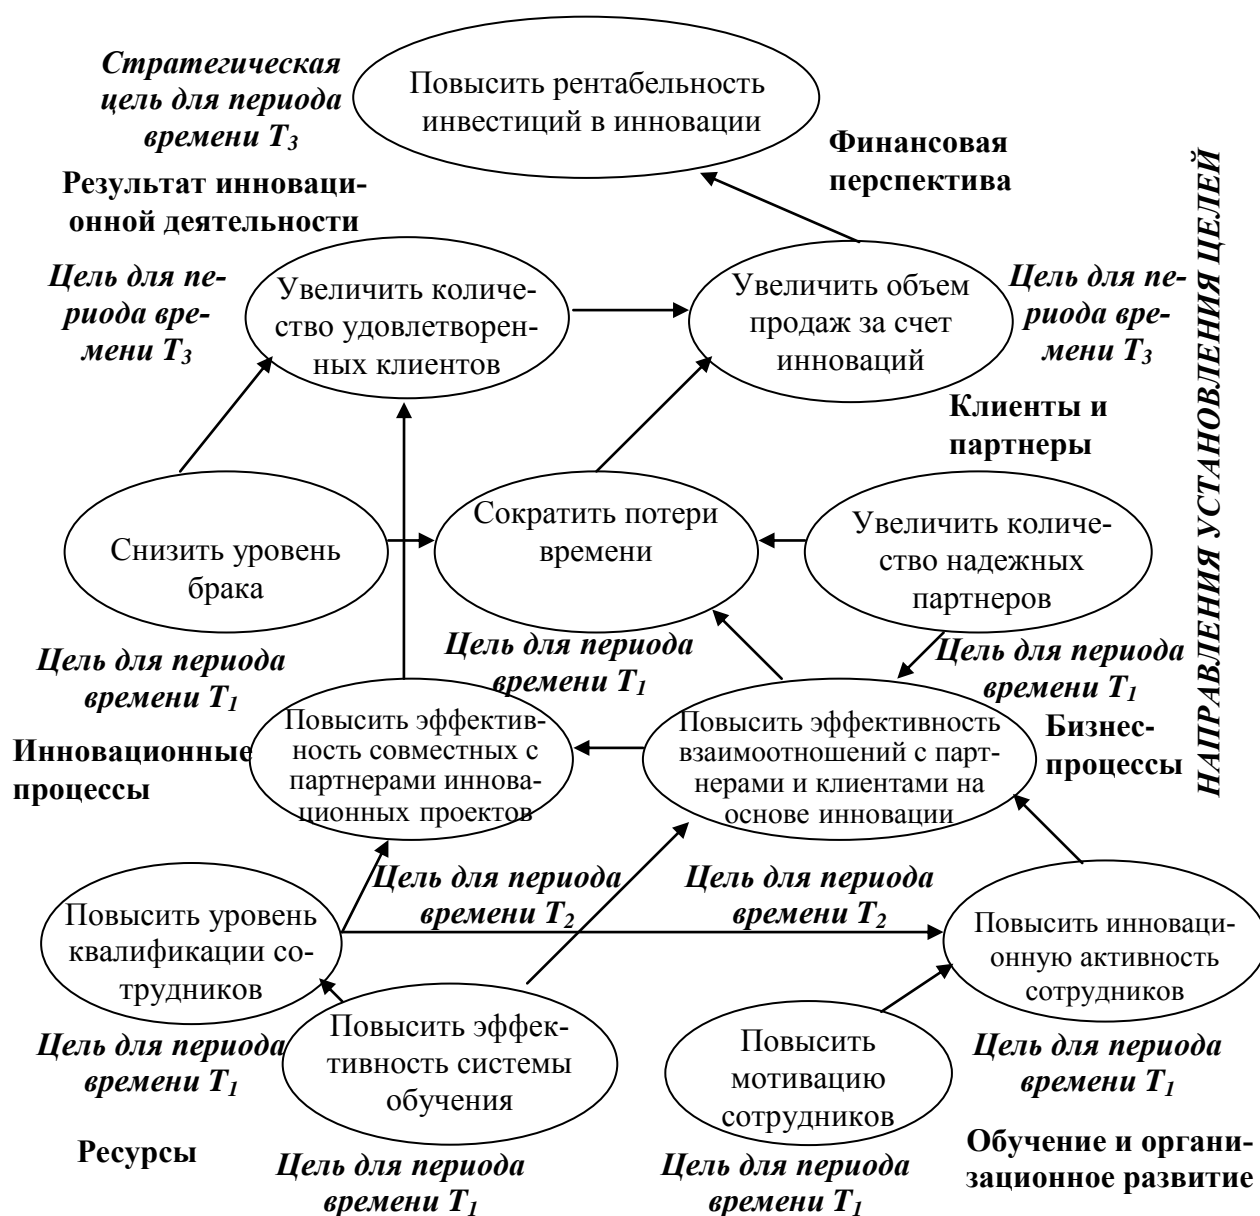 Стратегическая
цель для периода
времени T3
Повысить рентабельность
инвестиций в инновации
Финансовая
перспектива
Результат инноваци-
онной деятельности
Цель для пе-
риода вре-
мени T3
Увеличить количе-
ство удовлетворен-
ных клиентов
Увеличить объем
продаж за счет
инноваций
Цель для пе-
риода вре-
мени T3
НАПРАВЛЕНИЯ УСТАНОВЛЕНИЯ ЦЕЛЕЙ
Клиенты и
партнеры
Снизить уровень
брака
Сократить потери
времени
Увеличить количе-
ство надежных
партнеров
Цель для периода
времени T1
Цель для периода
времени T1
Цель для периода
времени T1
Инновационные
процессы
Повысить эффектив-
ность совместных с
партнерами иннова-
ционных проектов
Повысить эффективность
взаимоотношений с парт-
нерами и клиентами на
основе инновации
Бизнес-
процессы
Цель для периода
времени T2
Цель для периода
времени T2
Повысить уровень
квалификации со-
трудников
Повысить инноваци-
онную активность
сотрудников
Цель для периода
времени T1
Повысить эффек-
тивность системы
обучения
Повысить
мотивацию
сотрудников
Цель для периода
времени T1
Ресурсы
Цель для периода
времени T1
Цель для периода
времени T1
Обучение и органи-
зационное развитие